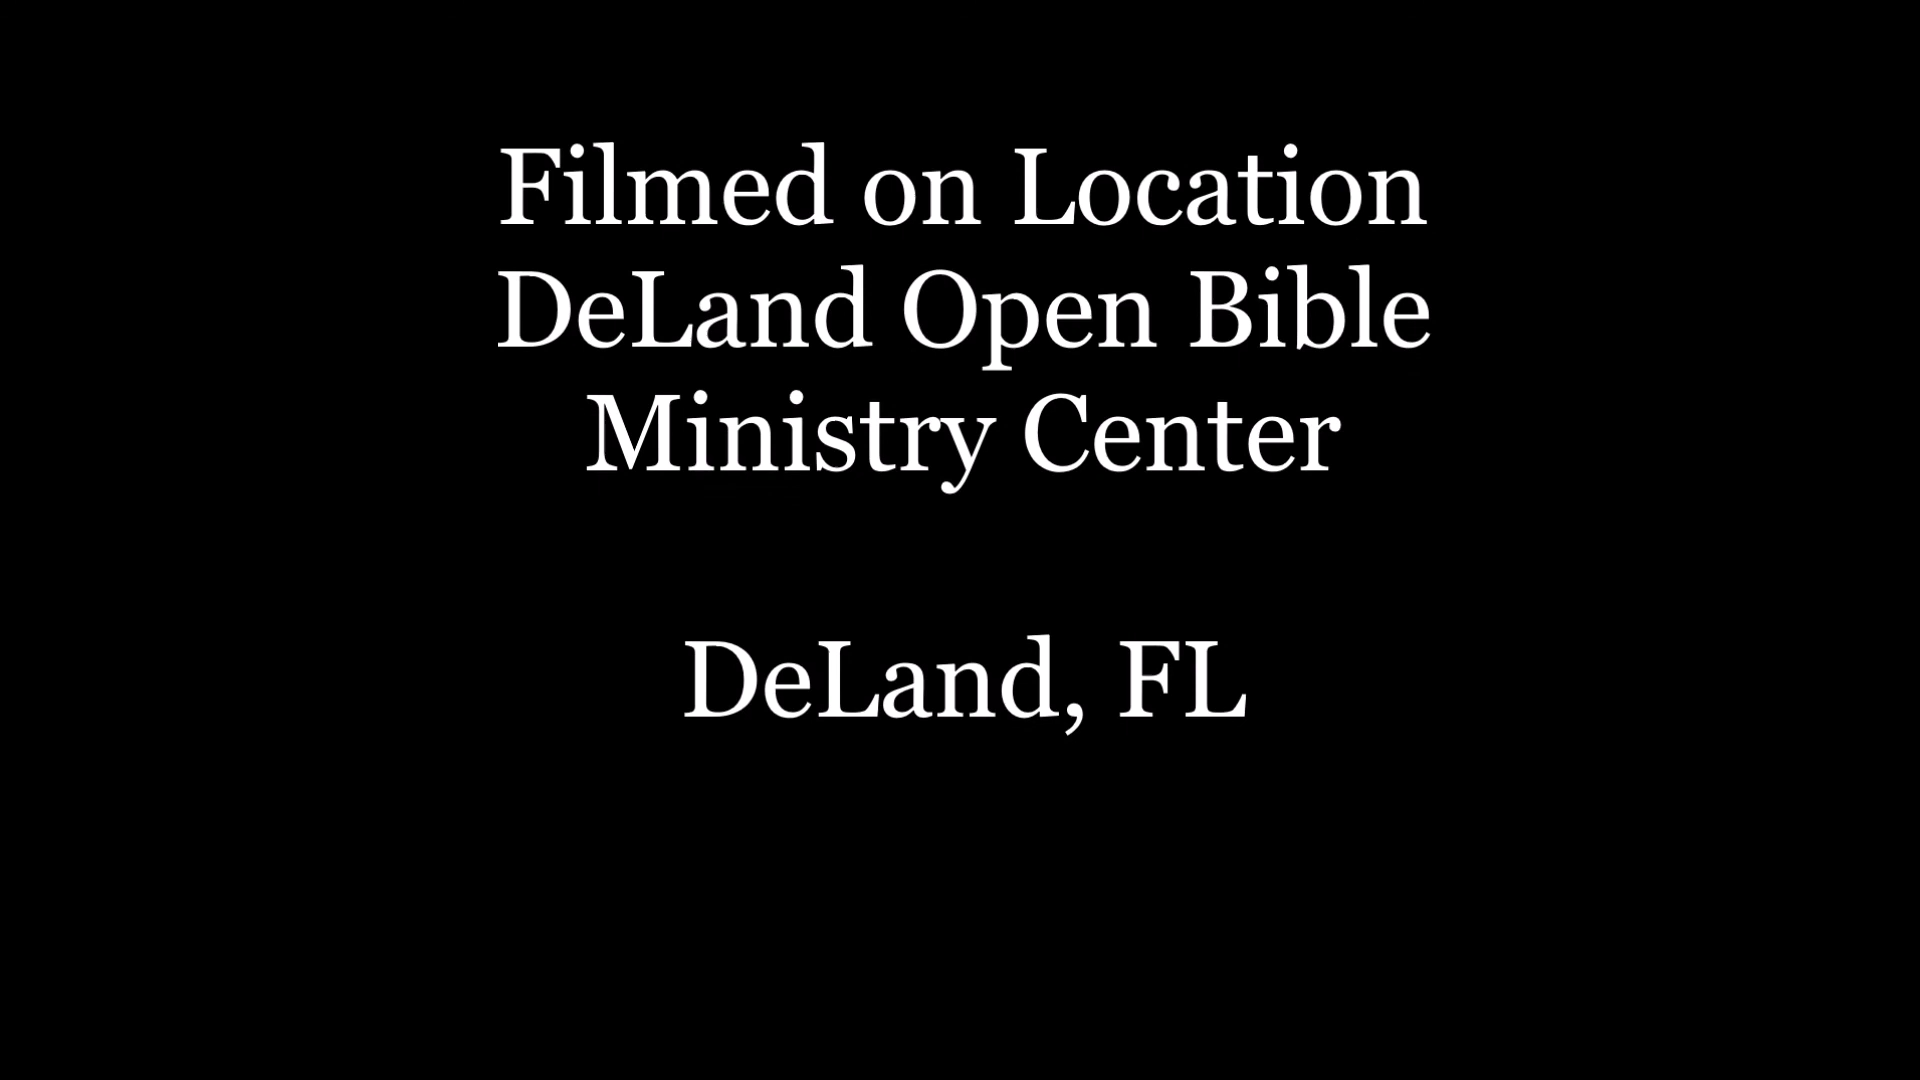 Filmed on Location
DeLand Open Bible
Ministry Center
DeLand, FL